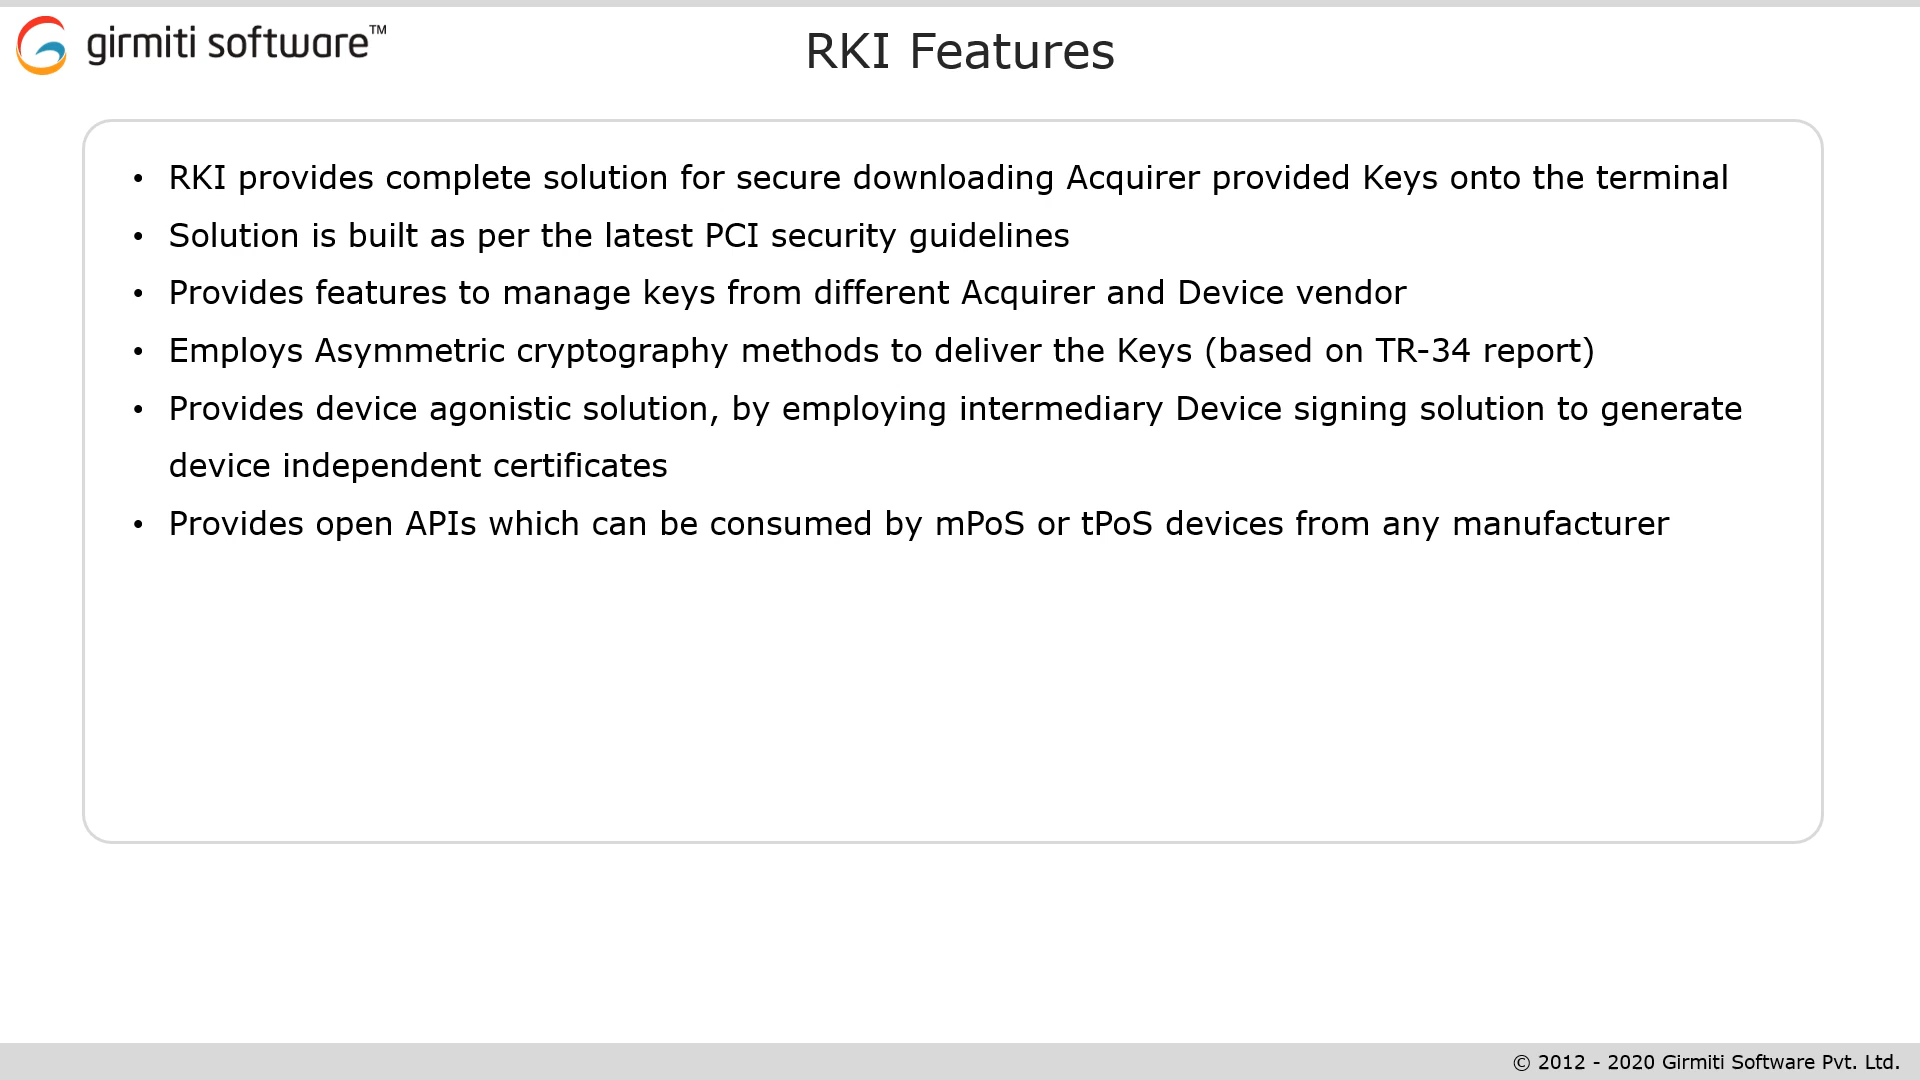 girmiti software™
RKI Features
• RKI provides complete solution for secure downloading Acquirer provided Keys onto the terminal
• Solution is built as per the latest PCI security guidelines
• Provides features to manage keys from different Acquirer and Device vendor
• Employs Asymmetric cryptography methods to deliver the Keys (based on TR-34 report)
• Provides device agonistic solution, by employing intermediary Device signing solution to generate
device independent certificates
• Provides open APIs which can be consumed by mPoS or tPoS devices from any manufacturer
© 2012 - 2020 Girmiti Software Pvt. Ltd.